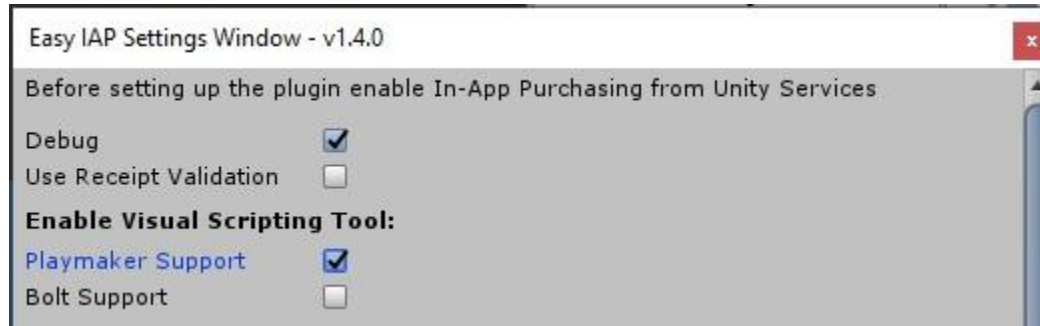 Easy IAP Settings Window - v1.4.0
x
Before setting up the plugin enable In-App Purchasing from Unity Services
Debug
Use Receipt Validation
Enable Visual Scripting Tool:
Playmaker Support
Bolt Support